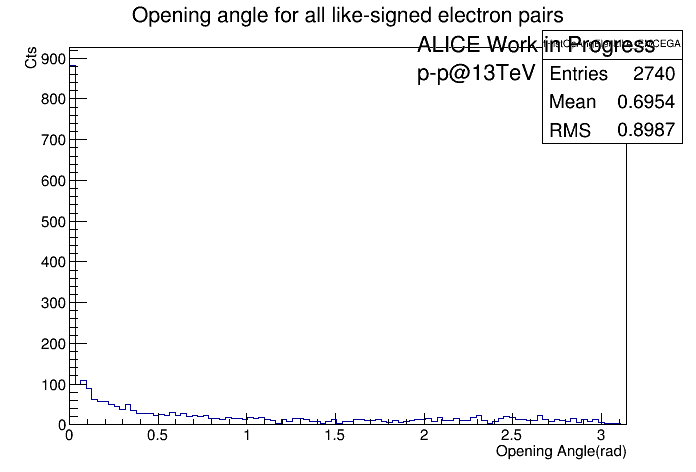 Opening angle for all like-signed electron pairs
ALICE Work in Progress
p-p@13TeV
Entries 2740
Mean 0.6954
RMS 0.8987
Cts
900
800
700
600
500
400
300
200
100
0
0 0.5 1 1.5 2 2.5 3
Opening Angle(rad)